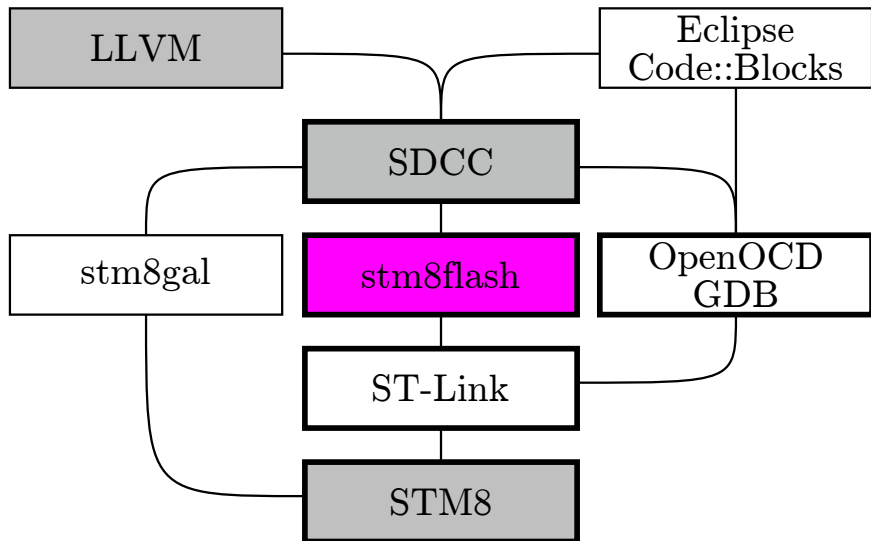 LLVM
Eclipse
Code::Blocks
SDCC
stm8gal
stm8flash
OpenOCD
GDB
ST-Link
STM8